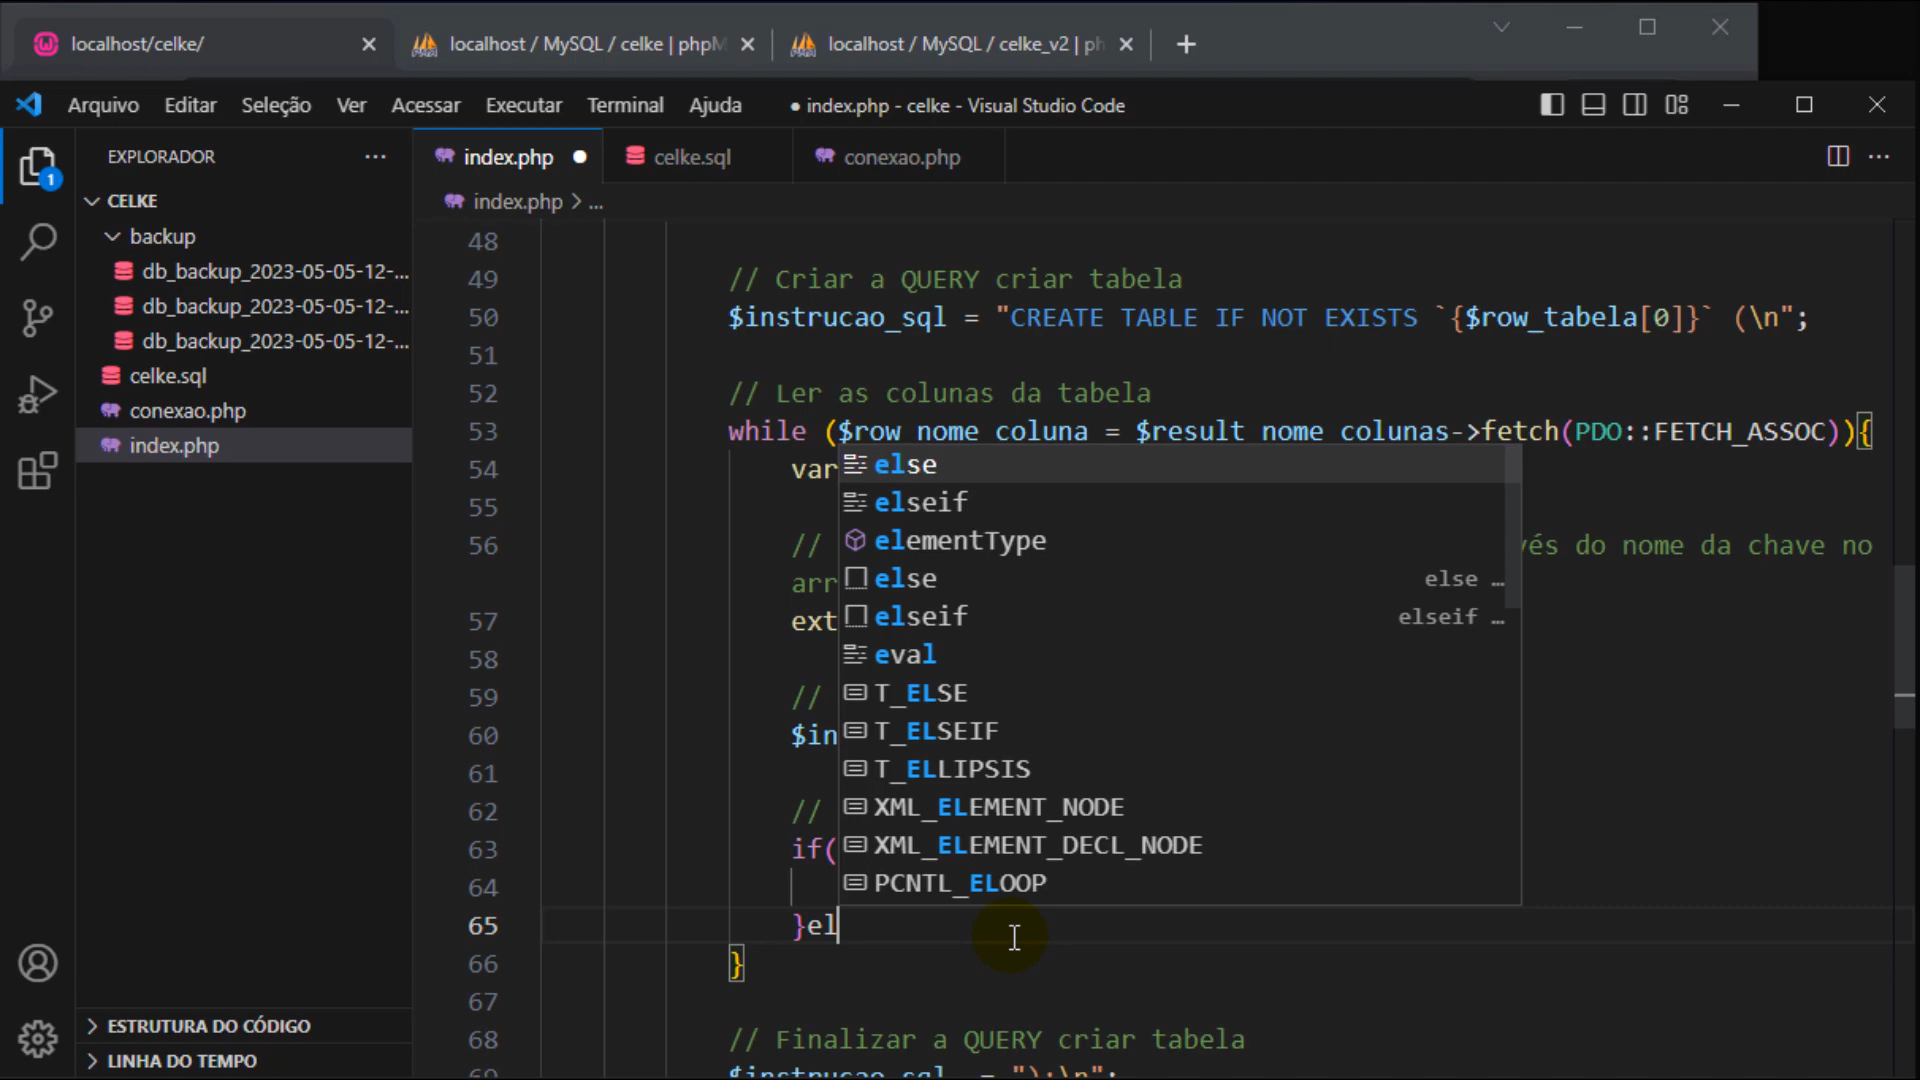 localhost/celke/
localhost / MySQL / celke | phpM
localhost / MySQL / celke_v2 | ph
Arquivo Editar Seleção Ver Acessar Executar Terminal Ajuda
● index.php - celke - Visual Studio Code
EXPLORADOR
index.php
celke.sql
conexao.php
1
CELKE
index.php > ...
backup
db_backup_2023-05-05-12-...
db_backup_2023-05-05-12-...
db_backup_2023-05-05-12-...
celke.sql
conexao.php
index.php
48
49 // Criar a QUERY criar tabela
50 $instrucao_sql = "CREATE TABLE IF NOT EXISTS `{$row_tabela[0]}` (\n";
51
52 // Ler as colunas da tabela
53 while ($row_nome_coluna = $result_nome_colunas->fetch(PDO::FETCH_ASSOC)){
54 var
55
56 // vés do nome da chave no
arr
57 ext
58
59 //
60 $in
61
62 //
63 if(
64
65 }el
66 }
67
68 // Finalizar a QUERY criar tabela
69 $instrucao_sql .= ");\n";
else
elseif
elementType
else else ...
elseif elseif ...
eval
T_ELSE
T_ELSEIF
T_ELLIPSIS
XML_ELEMENT_NODE
XML_ELEMENT_DECL_NODE
PCNTL_ELOOP
ESTRUTURA DO CÓDIGO
LINHA DO TEMPO